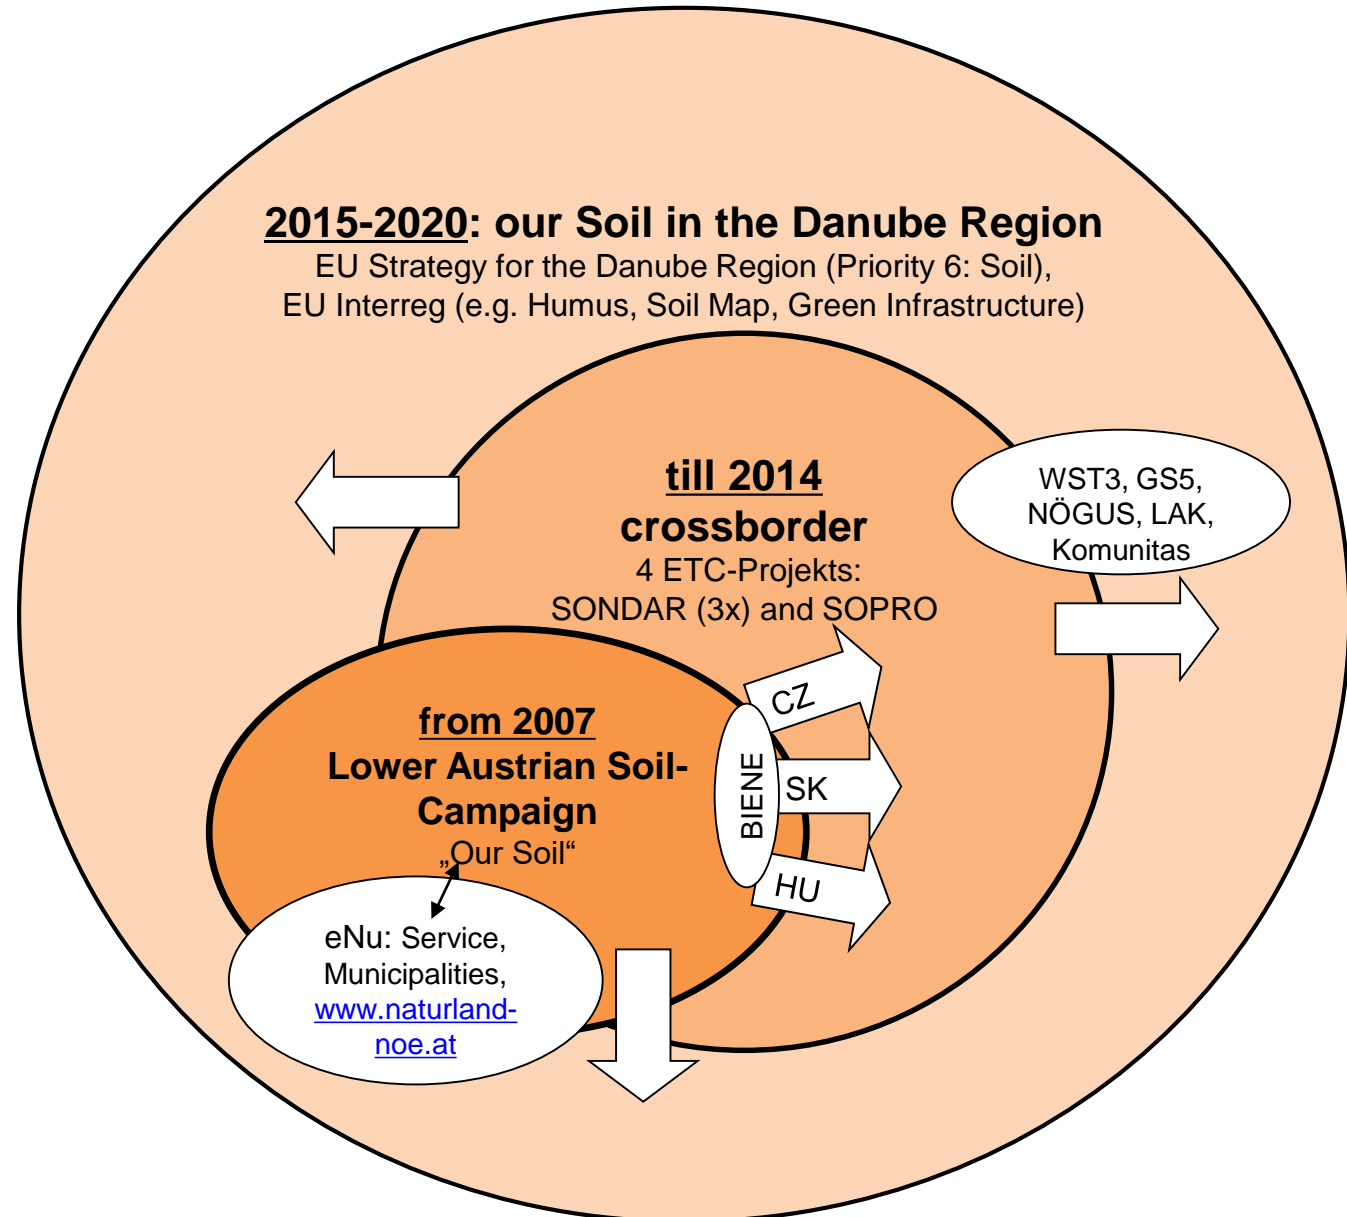 2015-2020: our Soil in the Danube Region
EU Strategy for the Danube Region (Priority 6: Soil),
EU Interreg (e.g. Humus, Soil Map, Green Infrastructure)
till 2014
crossborder
4 ETC-Projekts:
SONDAR (3x) and SOPRO
WST3, GS5,
NÖGUS, LAK,
Komunitas
from 2007
Lower Austrian Soil-
Campaign
„Our Soil“
BIENE
CZ
SK
HU
eNu: Service,
Municipalities,
www.naturland-
noe.at